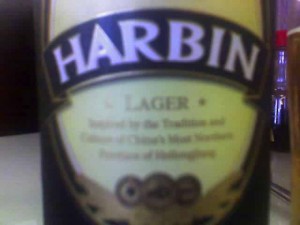 HARBIN
LAGER
Inspired by the Tradition and
Culture of China's Most Northern
Province of Heilongjiang